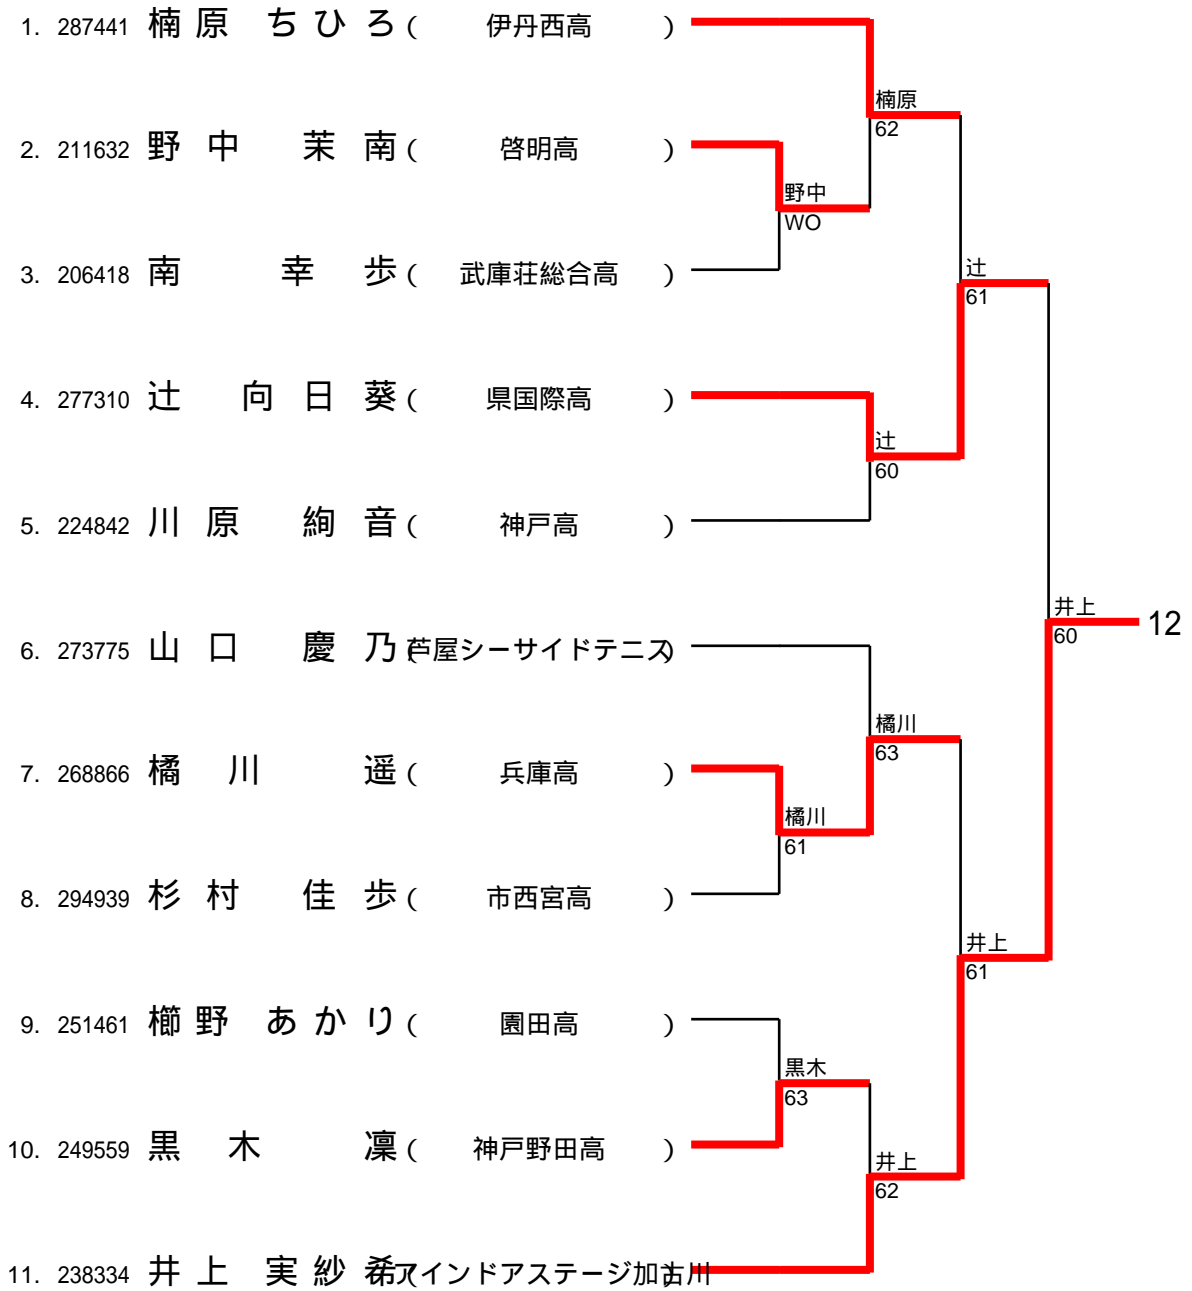 1. 287441 楠原 ちひろ ( 伊丹西高 )
楠原
62
2. 211632 野中 茉南 ( 啓明高 )
野中
WO
3. 206418 南 幸歩 ( 武庫荘総合高 )
辻
61
4. 277310 辻 向日葵 ( 県国際高 )
辻
60
5. 224842 川原 絢音 ( 神戸高 )
井上
60
12
6. 273775 山口 慶乃 (芦屋シーサイドテニス)
橘川
63
7. 268866 橘川 遥 ( 兵庫高 )
橘川
61
8. 294939 杉村 佳歩 ( 市西宮高 )
井上
61
9. 251461 櫛野 あかり ( 園田高 )
黒木
63
10. 249559 黒木 凜 ( 神戸野田高 )
井上
62
11. 238334 井上 実紗希 ( インドアステージ加古川 )